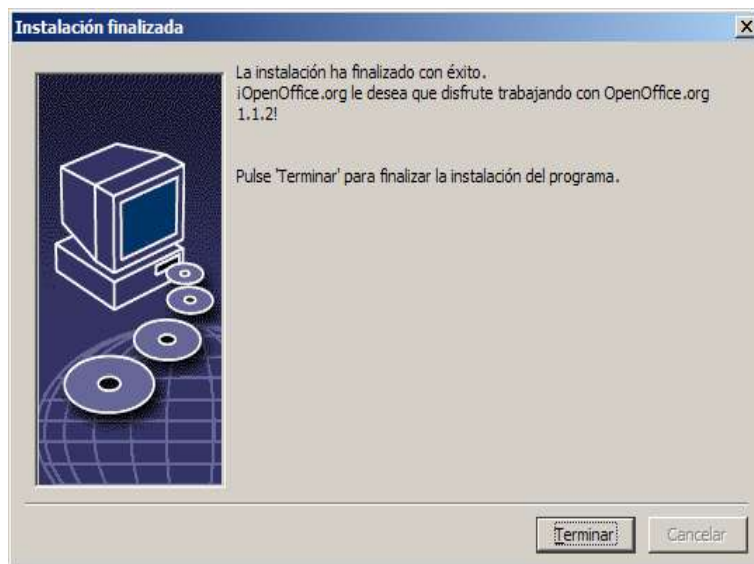 Instalación finalizada
La instalación ha finalizado con éxito.
¡OpenOffice.org le desea que disfrute trabajando con OpenOffice.org
1.1.2!
Pulse 'Terminar' para finalizar la instalación del programa.
Terminar
Cancelar